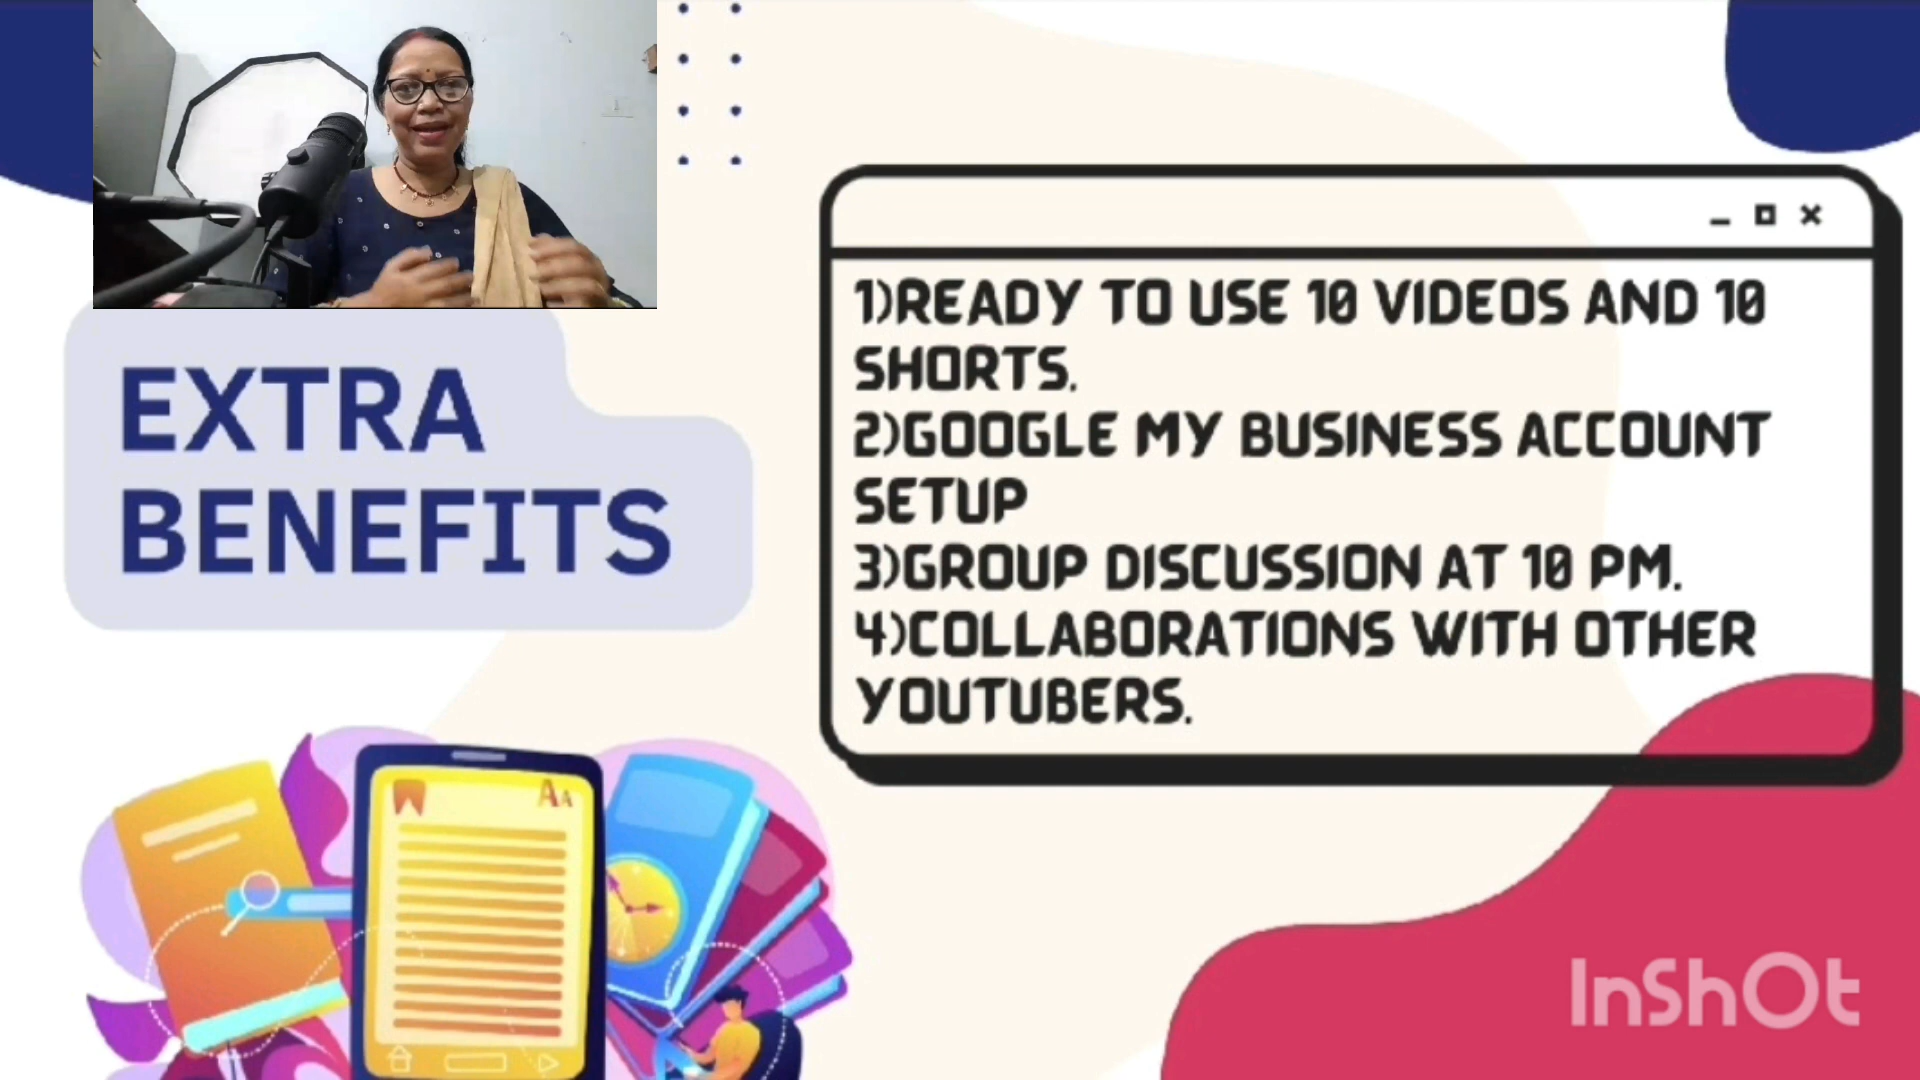 EXTRA
BENEFITS
1)READY TO USE 10 VIDEOS AND 10
SHORTS.
2)GOOGLE MY BUSINESS ACCOUNT
SETUP
3)GROUP DISCUSSION AT 10 PM.
4)COLLABORATIONS WITH OTHER
YOUTUBERS.
AA
InShOt